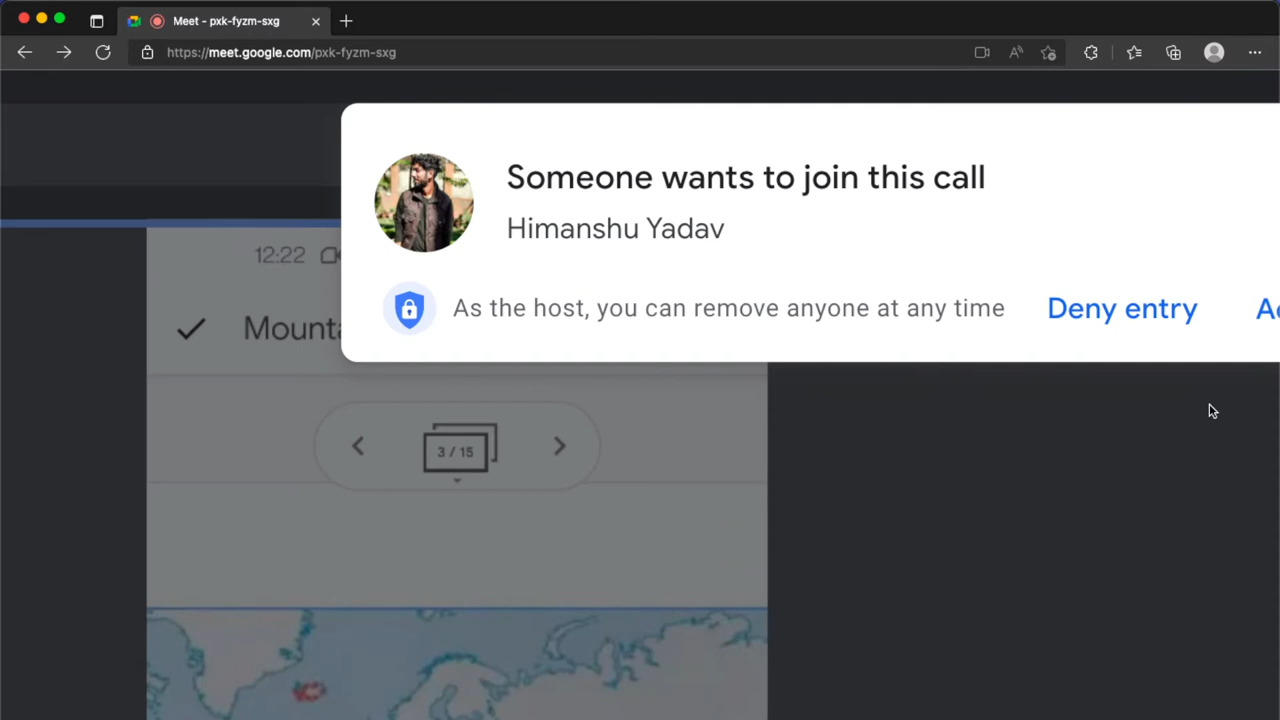 Meet - pxk-fyzm-sxg
https://meet.google.com/pxk-fyzm-sxg
Someone wants to join this call
Himanshu Yadav
As the host, you can remove anyone at any time
Deny entry
12:22
3 / 15